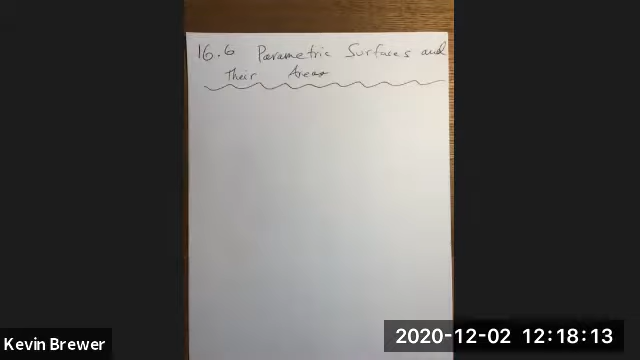 16.6 Parametric Surfaces and
Their Areas
Kevin Brewer
2020-12-02 12:18:13